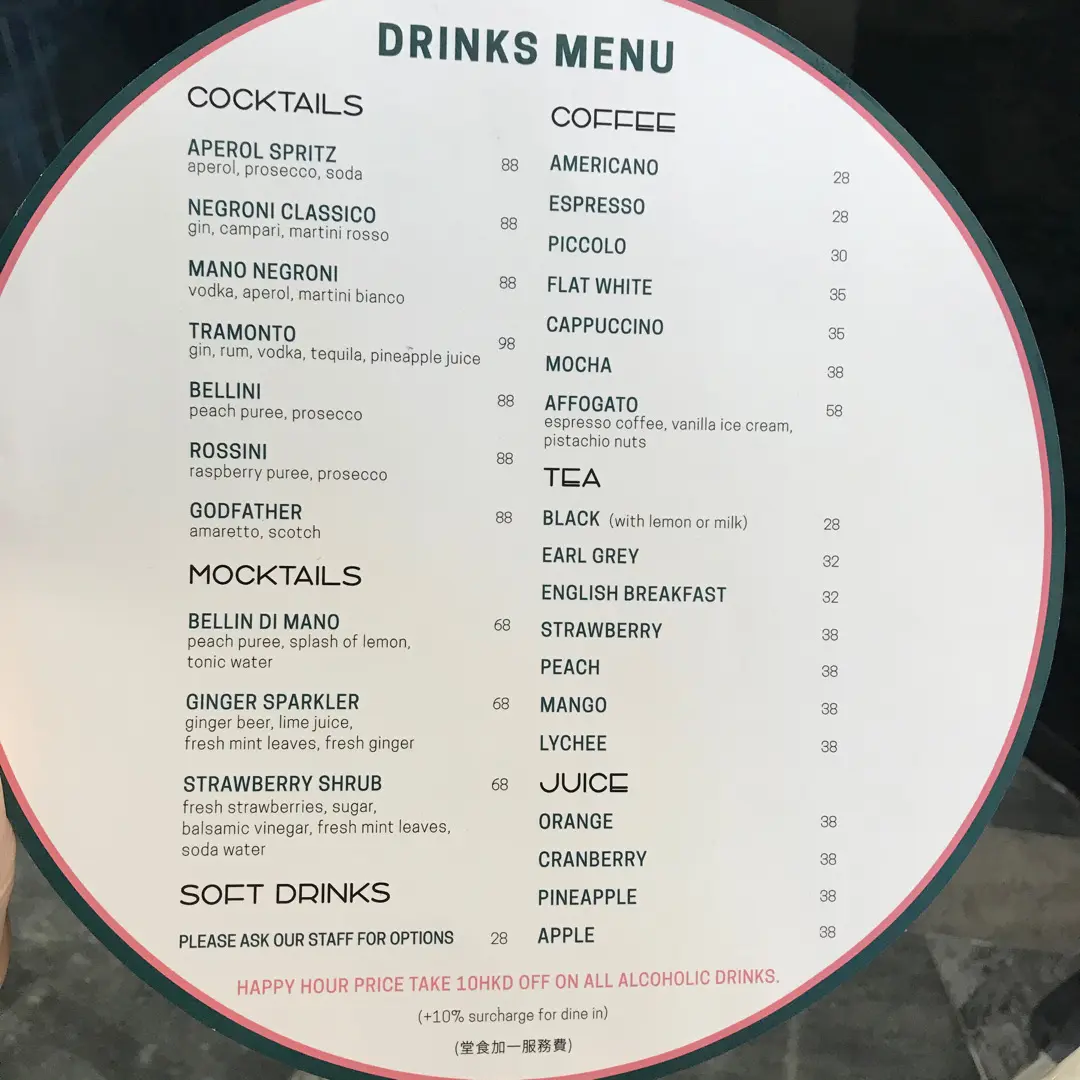 DRINKS MENU
COCKTAILS
APEROL SPRITZ 88
aperol, prosecco, soda
NEGRONI CLASSICO 88
gin, campari, martini rosso
MANO NEGRONI 88
vodka, aperol, martini bianco
TRAMONTO 98
gin, rum, vodka, tequila, pineapple juice
BELLINI 88
peach puree, prosecco
ROSSINI 88
raspberry puree, prosecco
GODFATHER 88
amaretto, scotch
MOCKTAILS
BELLIN DI MANO 68
peach puree, splash of lemon,
tonic water
GINGER SPARKLER 68
ginger beer, lime juice,
fresh mint leaves, fresh ginger
STRAWBERRY SHRUB 68
fresh strawberries, sugar,
balsamic vinegar, fresh mint leaves,
soda water
SOFT DRINKS
PLEASE ASK OUR STAFF FOR OPTIONS 28
COFFEE
AMERICANO 28
ESPRESSO 28
PICCOLO 30
FLAT WHITE 35
CAPPUCCINO 35
MOCHA 38
AFFOGATO 58
espresso coffee, vanilla ice cream,
pistachio nuts
TEA
BLACK (with lemon or milk) 28
EARL GREY 32
ENGLISH BREAKFAST 32
STRAWBERRY 38
PEACH 38
MANGO 38
LYCHEE 38
JUICE
ORANGE 38
CRANBERRY 38
PINEAPPLE 38
APPLE 38
HAPPY HOUR PRICE TAKE 10HKD OFF ON ALL ALCOHOLIC DRINKS.
(+10% surcharge for dine in)
(堂食加一服務費)